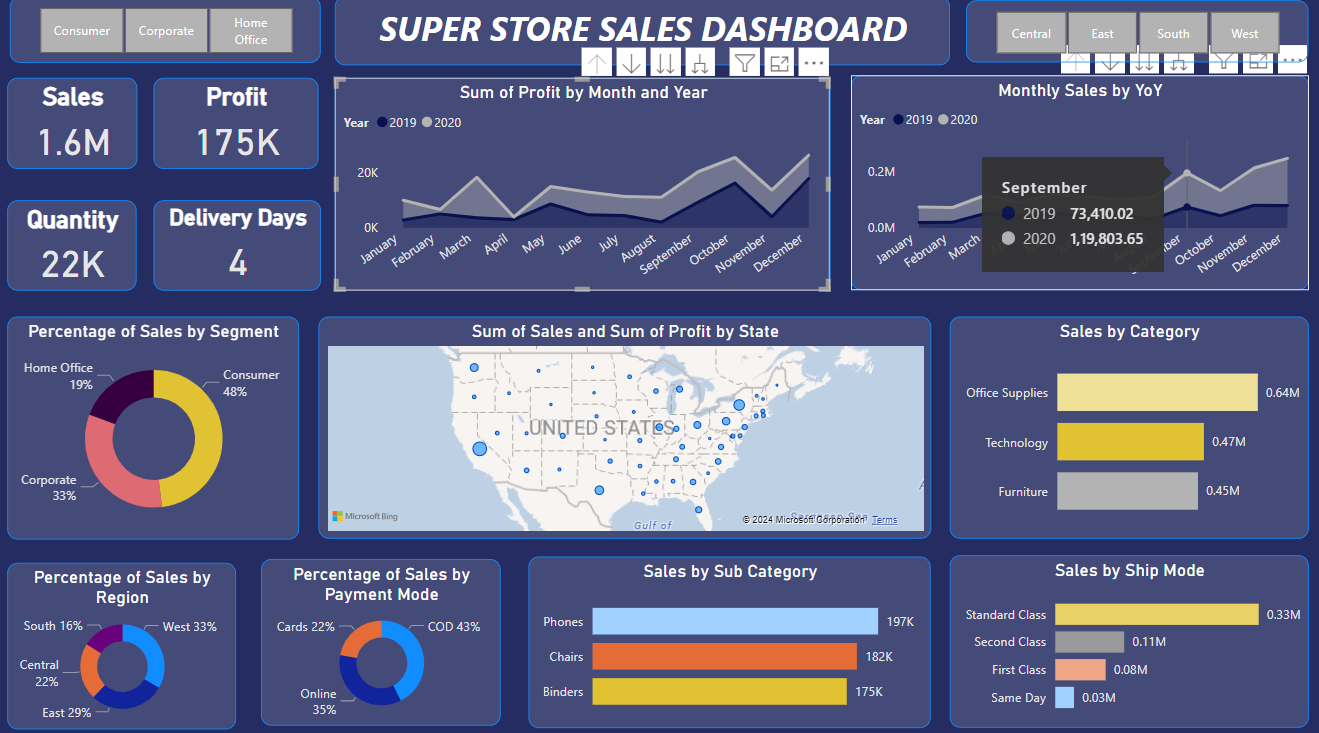 Consumer
Corporate
Home
Office
SUPER STORE SALES DASHBOARD
Central
East
South
West
Sales
1.6M
Profit
175K
Quantity
22K
Delivery Days
4
Sum of Profit by Month and Year
Year 2019 2020
20K
0K
January
February
March
April
May
June
July
August
September
October
November
December
Monthly Sales by YoY
Year 2019 2020
0.2M
0.0M
January
February
March
September
October
November
December
September
2019 73,410.02
2020 1,19,803.65
Percentage of Sales by Segment
Home Office
19%
Consumer
48%
Corporate
33%
Sum of Sales and Sum of Profit by State
UNITED STATES
Gulf of
Microsoft Bing
© 2024 Microsoft Corporation Terms
Sales by Category
Office Supplies 0.64M
Technology 0.47M
Furniture 0.45M
Percentage of Sales by
Region
South 16%
West 33%
Central
22%
East 29%
Percentage of Sales by
Payment Mode
Cards 22%
COD 43%
Online
35%
Sales by Sub Category
Phones 197K
Chairs 182K
Binders 175K
Sales by Ship Mode
Standard Class 0.33M
Second Class 0.11M
First Class 0.08M
Same Day 0.03M